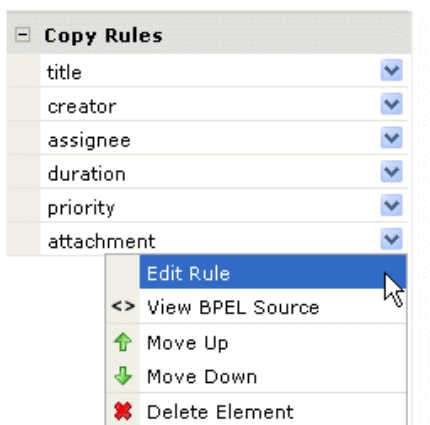 Copy Rules
title
creator
assignee
duration
priority
attachment
Edit Rule
<> View BPEL Source
Move Up
Move Down
Delete Element